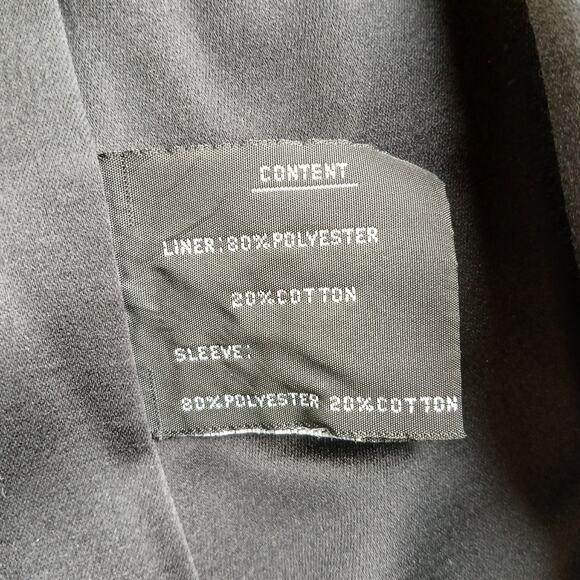 CONTENT
LINER:80%POLYESTER
20%COTTON
SLEEVE:
80%POLYESTER 20%COTTON